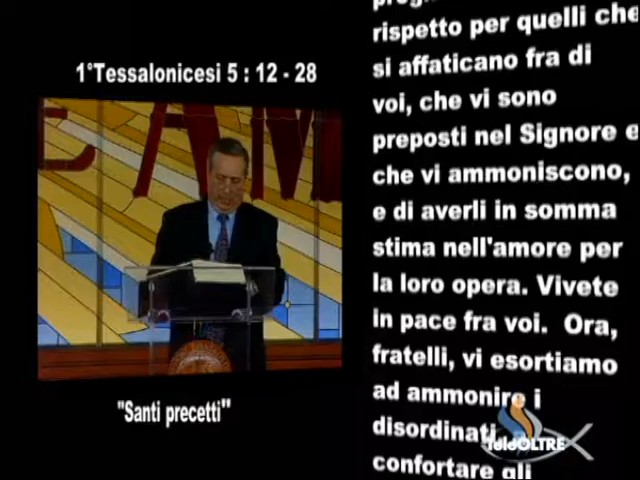 1°Tessalonicesi 5 : 12 - 28
EAM
"Santi precetti"
rispetto per quelli che
si affaticano fra di
voi, che vi sono
preposti nel Signore e
che vi ammoniscono,
e di averli in somma
stima nell'amore per
la loro opera. Vivete
in pace fra voi. Ora,
fratelli, vi esortiamo
ad ammonire i
disordinati,
confortare gli
teleOLTRE